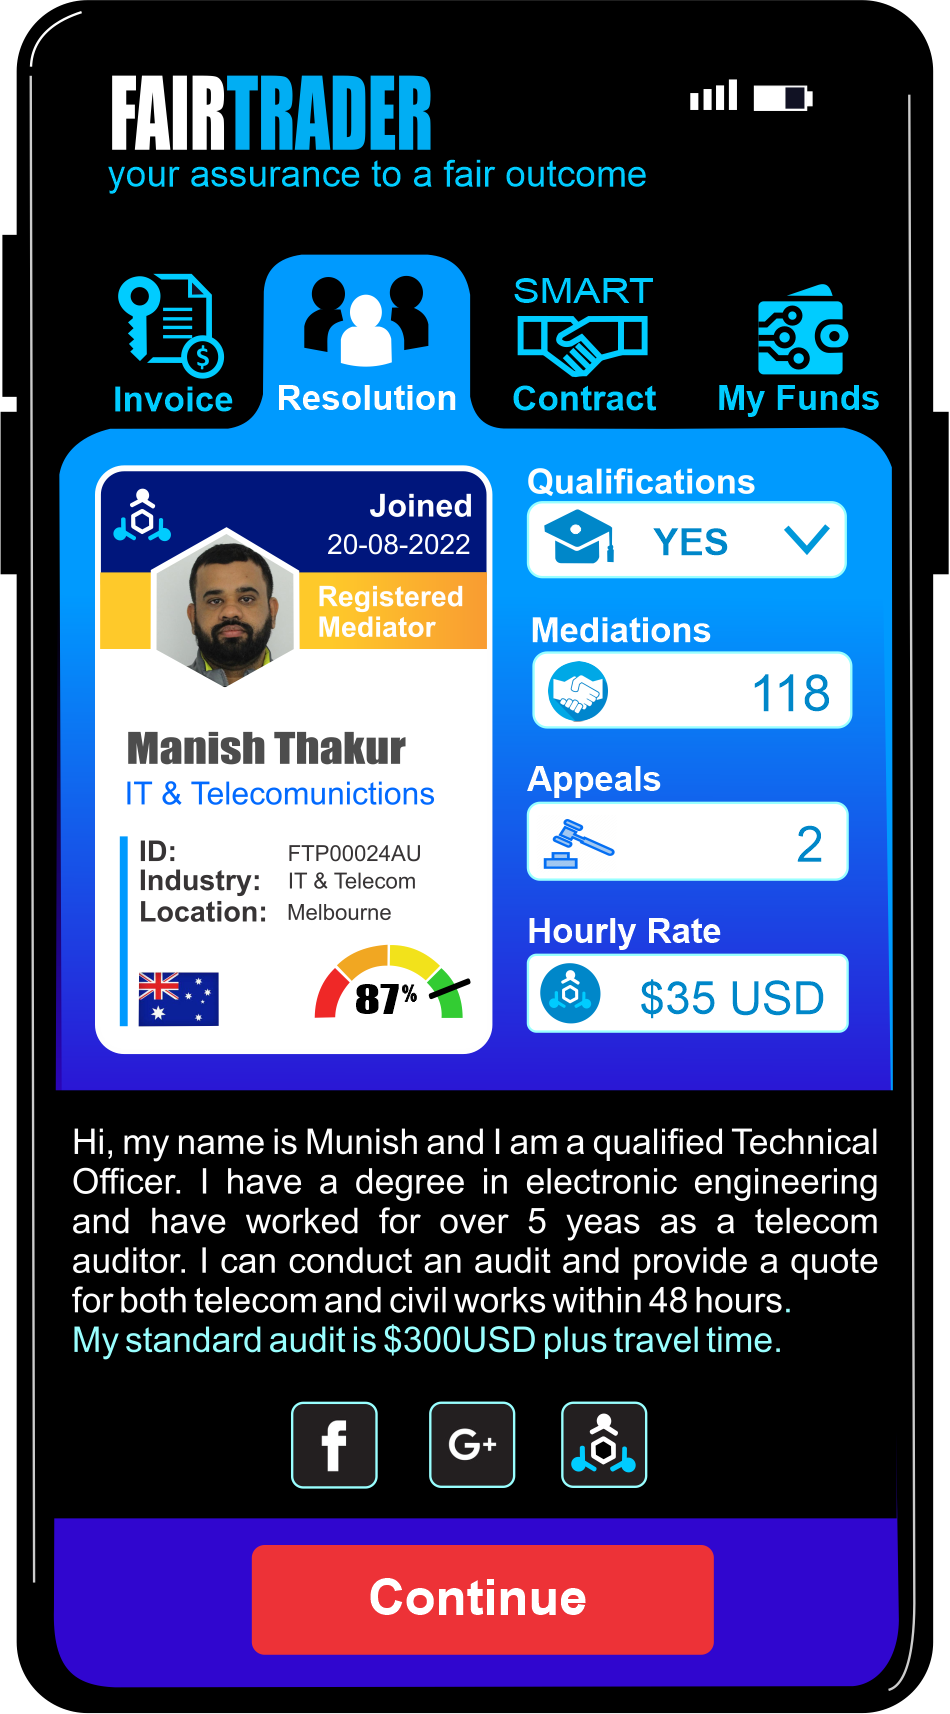 FAIRTRADER
your assurance to a fair outcome
Invoice
Resolution
SMART
Contract
My Funds
$
Joined
20-08-2022
Registered
Mediator
Manish Thakur
IT & Telecomunictions
ID: FTP00024AU
Industry: IT & Telecom
Location: Melbourne
87%
Qualifications
YES
Mediations
118
Appeals
2
Hourly Rate
$35 USD
Hi, my name is Munish and I am a qualified Technical
Officer. I have a degree in electronic engineering
and have worked for over 5 yeas as a telecom
auditor. I can conduct an audit and provide a quote
for both telecom and civil works within 48 hours.
My standard audit is $300USD plus travel time.
f
G+
Continue